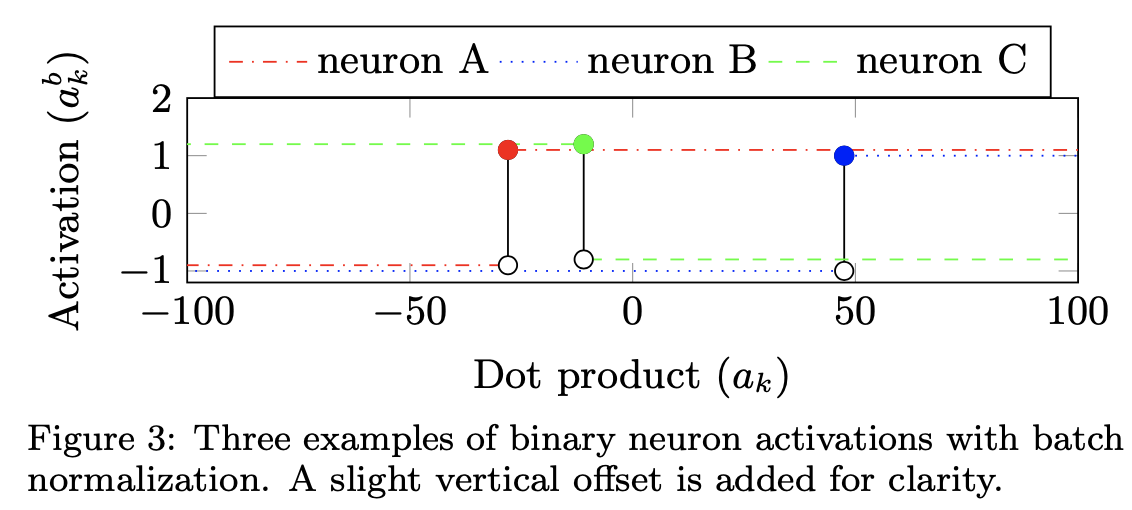 neuron A neuron B neuron C
Activation (a_k^b)
2
1
0
−1
−100 −50 0 50 100
Dot product (a_k)
Figure 3: Three examples of binary neuron activations with batch
normalization. A slight vertical offset is added for clarity.